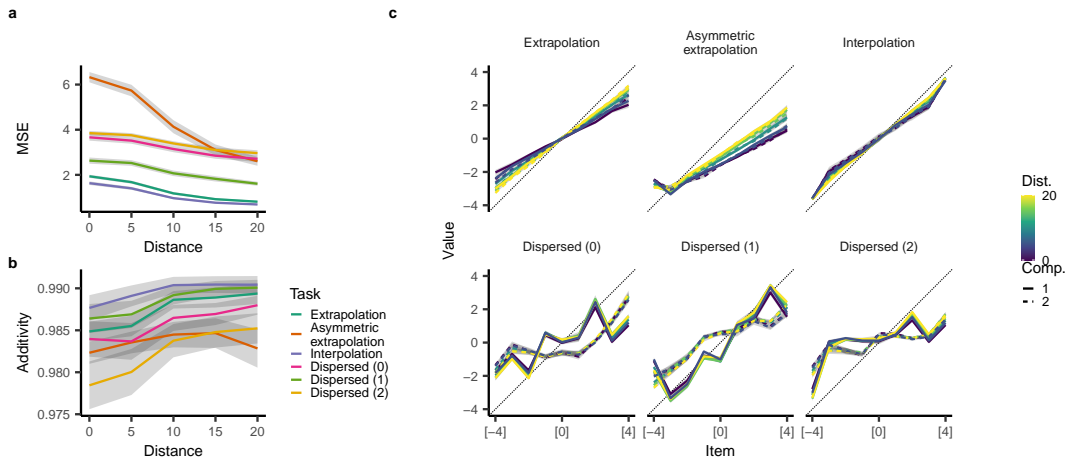 a
6
4
2
MSE
0
5
10
15
20
Distance
b
0.990
0.985
0.980
0.975
Additivity
0
5
10
15
20
Distance
Task
Extrapolation
Asymmetric
extrapolation
Interpolation
Dispersed (0)
Dispersed (1)
Dispersed (2)
c
Extrapolation
Asymmetric
extrapolation
Interpolation
4
2
0
−2
−4
Value
Dispersed (0)
Dispersed (1)
Dispersed (2)
4
2
0
−2
−4
[−4]
[0]
[4]
[−4]
[0]
[4]
[−4]
[0]
[4]
Item
Dist.
20
0
Comp.
1
2